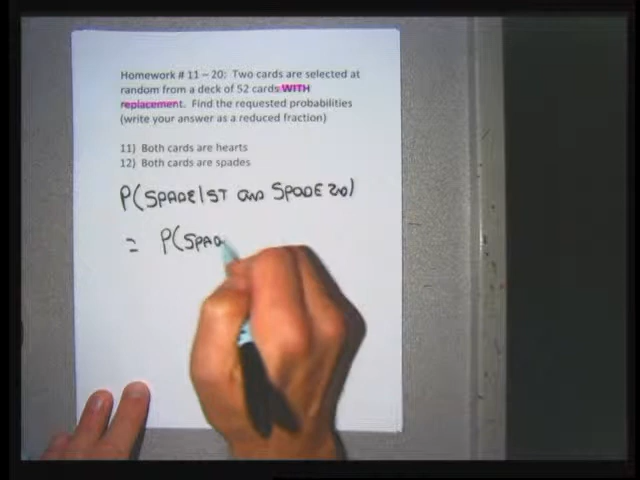 Homework # 11 – 20: Two cards are selected at
random from a deck of 52 cards WITH
replacement. Find the requested probabilities
(write your answer as a reduced fraction)
11) Both cards are hearts
12) Both cards are spades
P(SPADE 1ST AND SPADE 2ND)
= P(SPAD